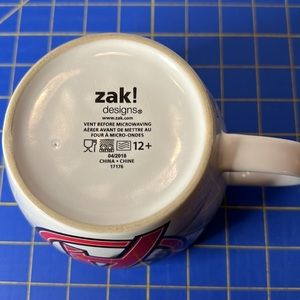 zak!
designs®
www.zak.com
VENT BEFORE MICROWAVING
AÉRER AVANT DE METTRE AU
FOUR À MICRO-ONDES
12+
04/2018
CHINA • CHINE
17176